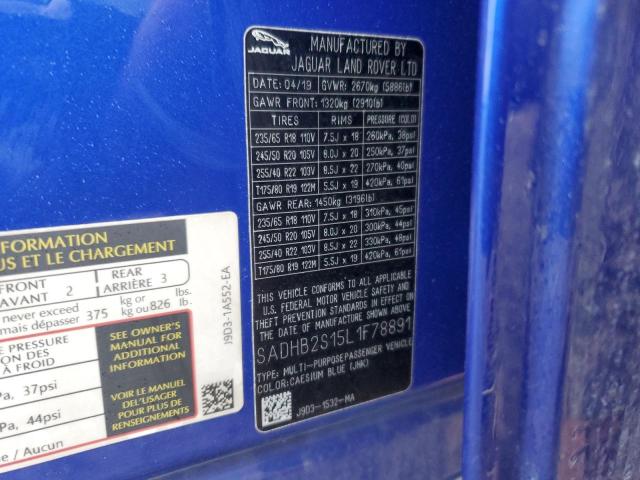 JAGUAR
MANUFACTURED BY
JAGUAR LAND ROVER LTD
DATE: 04/19 GVWR: 2670kg (5886lb)
GAWR FRONT: 1320kg (2910lb)
TIRES RIMS PRESSURE (COLD)
235/65 R18 110V 7.5J x 18 260kPa, 38psi
245/50 R20 105V 8.0J x 20 250kPa, 37psi
255/40 R22 103V 8.5J x 22 270kPa, 40psi
T175/80 R19 122M 5.5J x 19 420kPa, 61psi
GAWR REAR: 1450kg (3196lb)
235/65 R18 110V 7.5J x 18 310kPa, 45psi
245/50 R20 105V 8.0J x 20 300kPa, 44psi
255/40 R22 103V 8.5J x 22 330kPa, 48psi
T175/80 R19 122M 5.5J x 19 420kPa, 61psi
THIS VEHICLE CONFORMS TO ALL APPLICABLE
U.S. FEDERAL MOTOR VEHICLE SAFETY AND
THEFT PREVENTION STANDARDS IN EFFECT ON
THE DATE OF MANUFACTURE SHOWN ABOVE.
SADHB2S15L1F78891
TYPE: MULTI-PURPOSE PASSENGER VEHICLE
COLOR: CAESIUM BLUE (JHK)
J9D3-1532-MA
INFORMATION
US ET LE CHARGEMENT
FRONT 2 REAR 3
AVANT ARRIÈRE
never exceed 375 kg or 826 lb.
mais dépasser kg ou lb.
PRESSURE
À FROID
Pa, 37psi
Pa, 44psi
ne / Aucun
SEE OWNER'S
MANUAL FOR
ADDITIONAL
INFORMATION
VOIR LE MANUEL
DE L'USAGER
POUR PLUS DE
RENSEIGNEMENTS
J9D3-1A552-EA